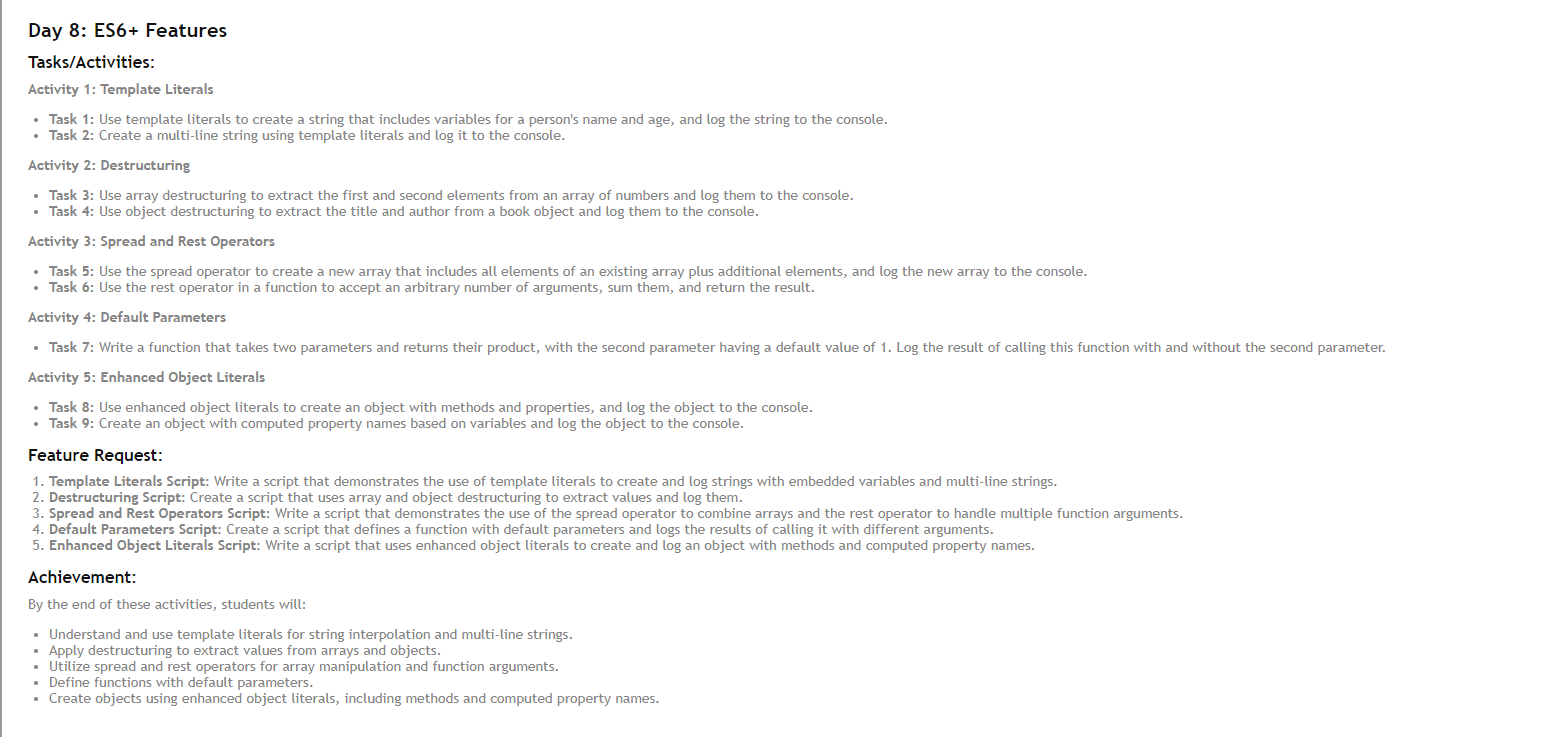 Day 8: ES6+ Features
Tasks/Activities:
Activity 1: Template Literals
• Task 1: Use template literals to create a string that includes variables for a person's name and age, and log the string to the console.
• Task 2: Create a multi-line string using template literals and log it to the console.
Activity 2: Destructuring
• Task 3: Use array destructuring to extract the first and second elements from an array of numbers and log them to the console.
• Task 4: Use object destructuring to extract the title and author from a book object and log them to the console.
Activity 3: Spread and Rest Operators
• Task 5: Use the spread operator to create a new array that includes all elements of an existing array plus additional elements, and log the new array to the console.
• Task 6: Use the rest operator in a function to accept an arbitrary number of arguments, sum them, and return the result.
Activity 4: Default Parameters
• Task 7: Write a function that takes two parameters and returns their product, with the second parameter having a default value of 1. Log the result of calling this function with and without the second parameter.
Activity 5: Enhanced Object Literals
• Task 8: Use enhanced object literals to create an object with methods and properties, and log the object to the console.
• Task 9: Create an object with computed property names based on variables and log the object to the console.
Feature Request:
1. Template Literals Script: Write a script that demonstrates the use of template literals to create and log strings with embedded variables and multi-line strings.
2. Destructuring Script: Create a script that uses array and object destructuring to extract values and log them.
3. Spread and Rest Operators Script: Write a script that demonstrates the use of the spread operator to combine arrays and the rest operator to handle multiple function arguments.
4. Default Parameters Script: Create a script that defines a function with default parameters and logs the results of calling it with different arguments.
5. Enhanced Object Literals Script: Write a script that uses enhanced object literals to create and log an object with methods and computed property names.
Achievement:
By the end of these activities, students will:
• Understand and use template literals for string interpolation and multi-line strings.
• Apply destructuring to extract values from arrays and objects.
• Utilize spread and rest operators for array manipulation and function arguments.
• Define functions with default parameters.
• Create objects using enhanced object literals, including methods and computed property names.